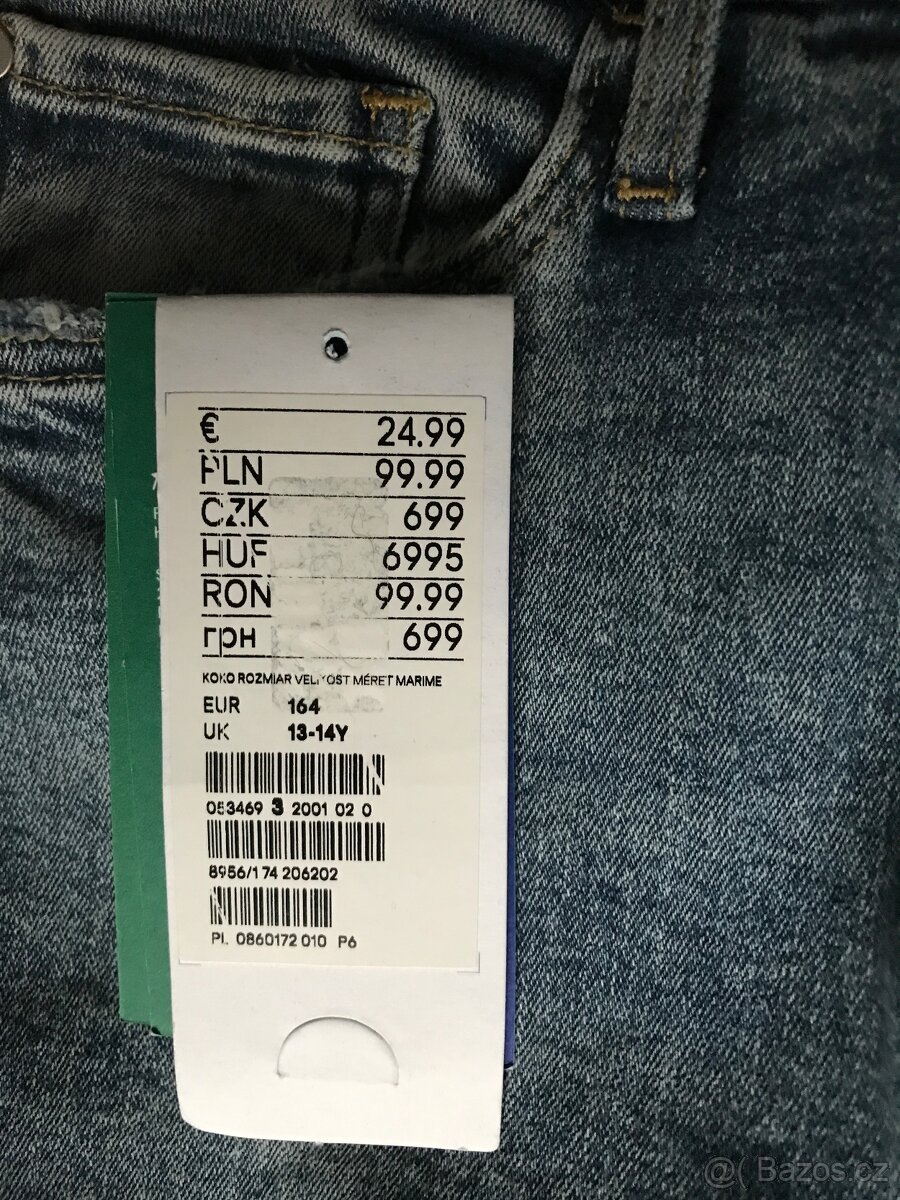 € 24.99
PLN 99.99
CZK 699
HUF 6995
RON 99.99
грн 699
KOKO ROZMIAR VELIKOST MÉRET MARIME
EUR 164
UK 13-14Y
053469 3 2001 02 0
8956/174 206202
PI. 0860172 010 P6
@( Bazos.cz